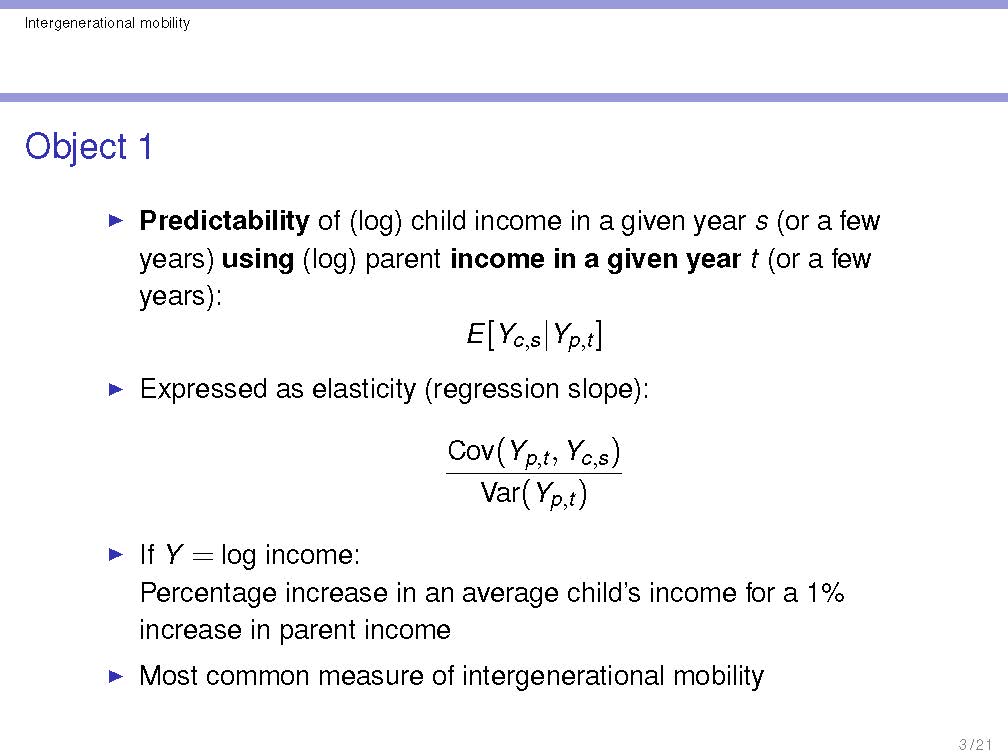 Intergenerational mobility
Object 1
▶ Predictability of (log) child income in a given year s (or a few
years) using (log) parent income in a given year t (or a few
years):
E[Y_{c,s}|Y_{p,t}]
▶ Expressed as elasticity (regression slope):
Cov(Y_{p,t}, Y_{c,s})
Var(Y_{p,t})
▶ If Y = log income:
Percentage increase in an average child's income for a 1%
increase in parent income
▶ Most common measure of intergenerational mobility
3/21